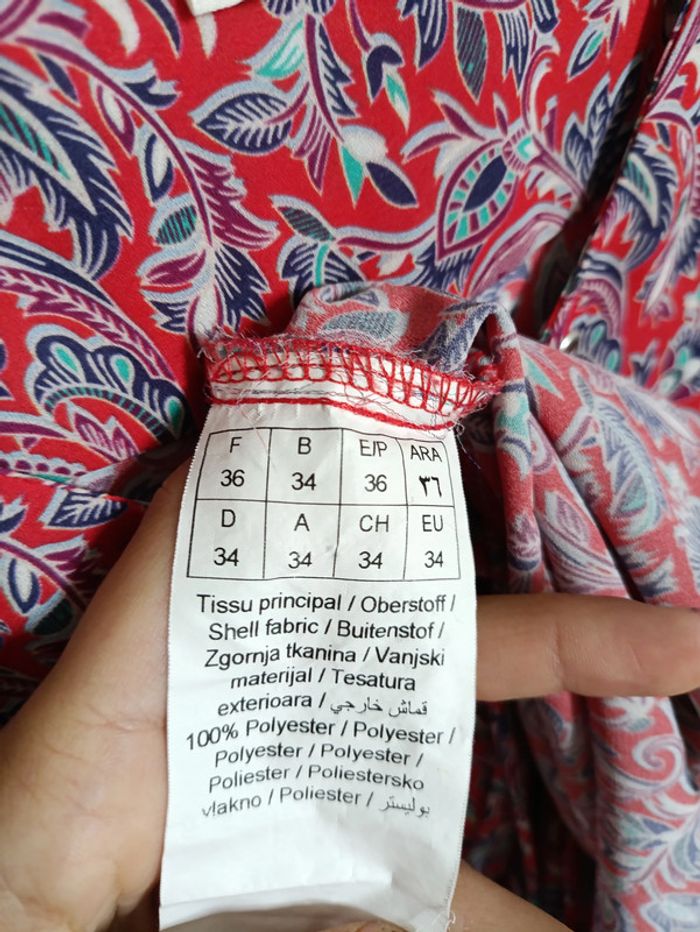 F B E/P ARA
36 34 36 ٣٦
D A CH EU
34 34 34 34
Tissu principal / Oberstoff /
Shell fabric / Buitenstof /
Zgornja tkanina / Vanjski
materijal / Tesatura
exterioara / قماش خارجي
100% Polyester / Polyester /
Polyester / Polyester /
Poliester / Poliestersko
vlakno / Poliester / بوليستر